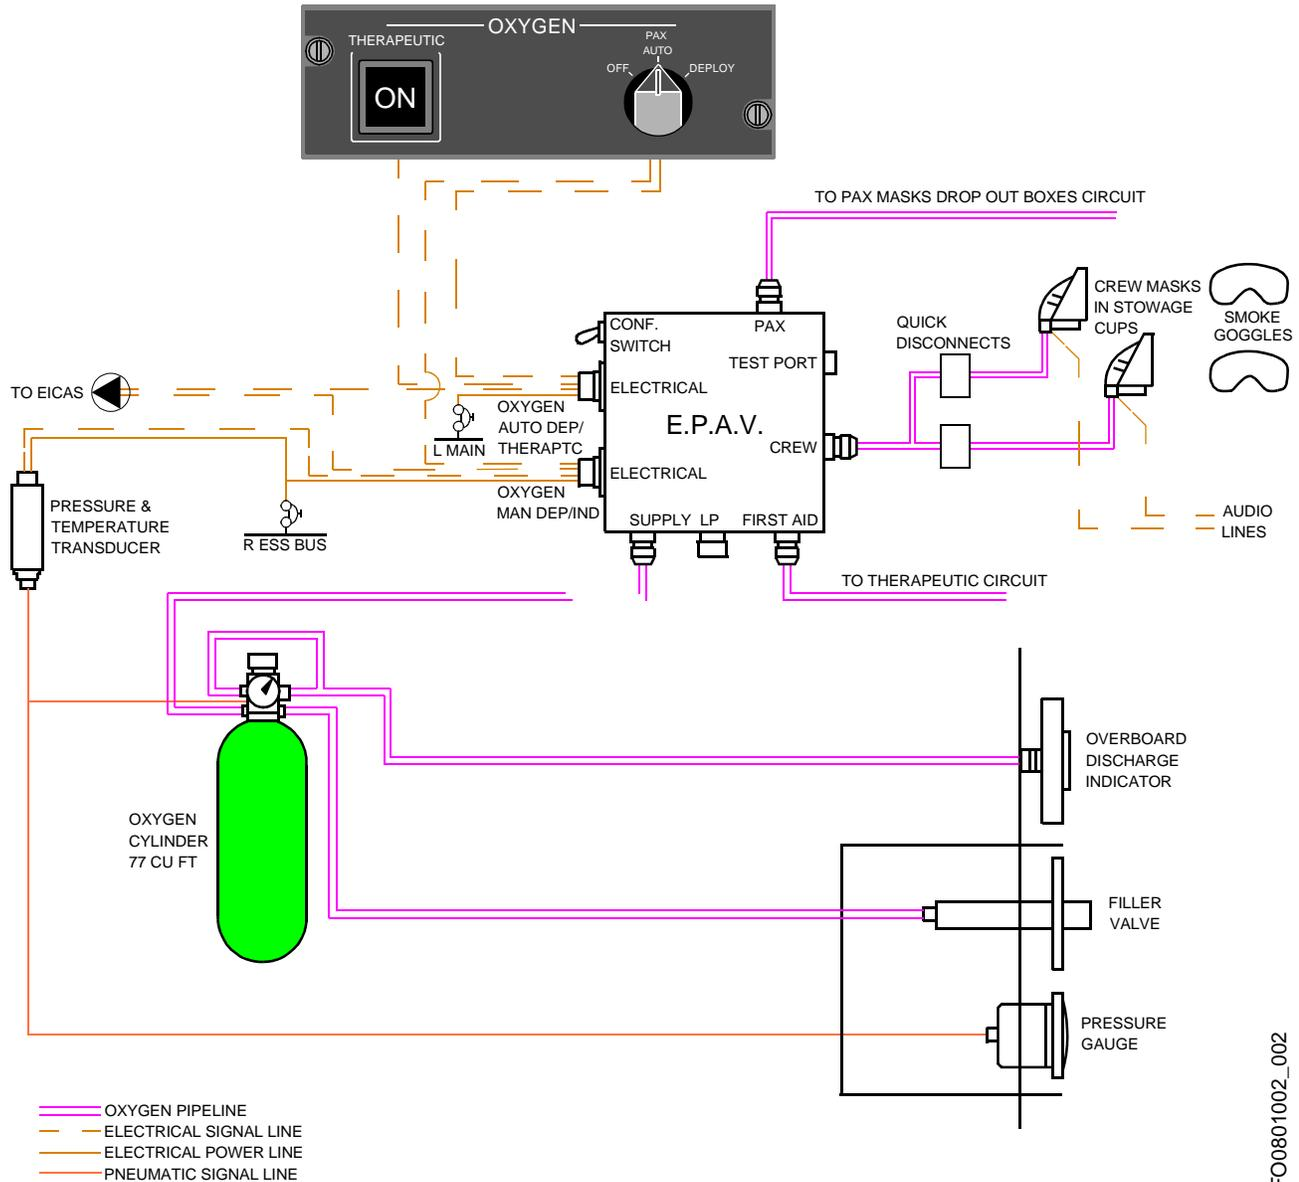 OXYGEN
THERAPEUTIC
PAX
AUTO
OFF
DEPLOY
ON
TO PAX MASKS DROP OUT BOXES CIRCUIT
CREW MASKS
IN STOWAGE
CUPS
SMOKE
GOGGLES
QUICK
DISCONNECTS
CONF.
SWITCH
PAX
TEST PORT
ELECTRICAL
E.P.A.V.
CREW
ELECTRICAL
SUPPLY
LP
FIRST AID
TO EICAS
OXYGEN
AUTO DEP/
THERAPTC
L MAIN
OXYGEN
MAN DEP/IND
PRESSURE &
TEMPERATURE
TRANSDUCER
R ESS BUS
AUDIO
LINES
TO THERAPEUTIC CIRCUIT
OVERBOARD
DISCHARGE
INDICATOR
OXYGEN
CYLINDER
77 CU FT
FILLER
VALVE
PRESSURE
GAUGE
OXYGEN PIPELINE
ELECTRICAL SIGNAL LINE
ELECTRICAL POWER LINE
PNEUMATIC SIGNAL LINE